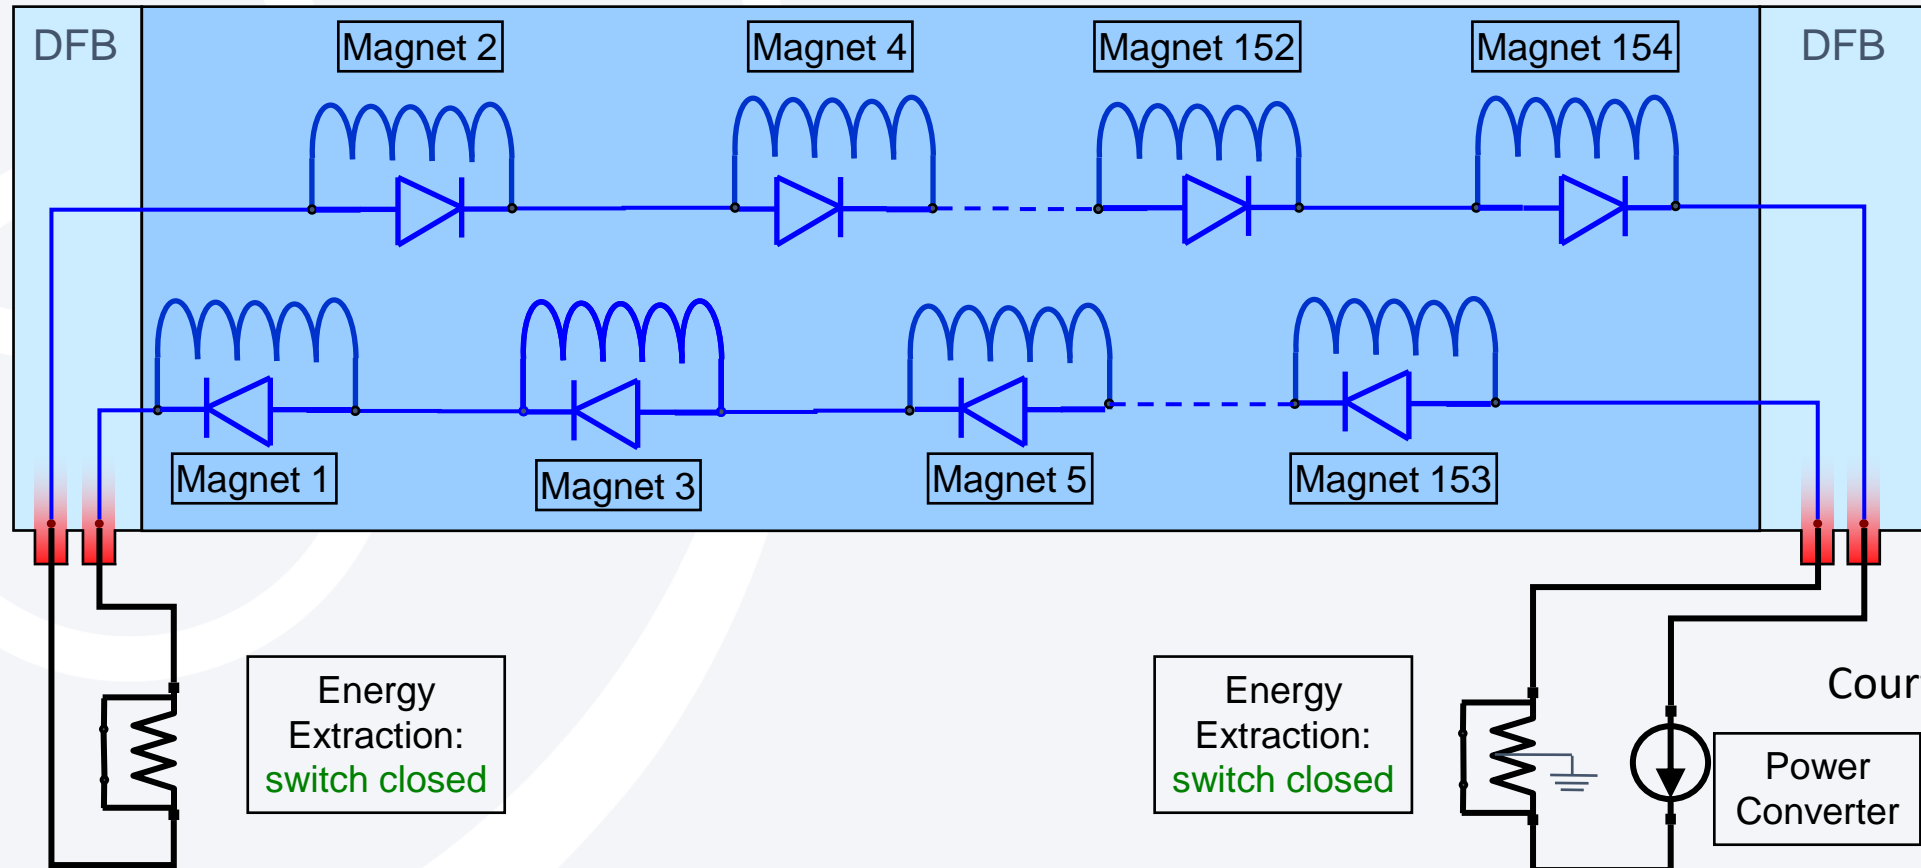 DFB
Magnet 2
Magnet 4
Magnet 152
Magnet 154
DFB
Magnet 1
Magnet 3
Magnet 5
Magnet 153
Energy
Extraction:
switch closed
Energy
Extraction:
switch closed
Cour
Power
Converter